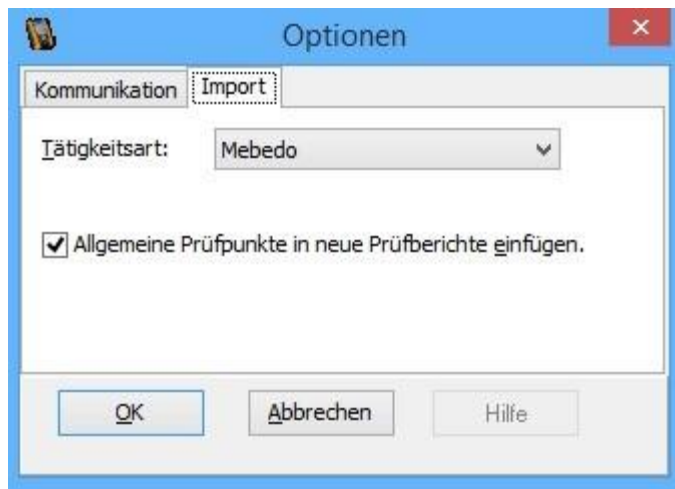 Optionen
Kommunikation Import
Tätigkeitsart: Mebedo
Allgemeine Prüfpunkte in neue Prüfberichte einfügen.
OK Abbrechen Hilfe